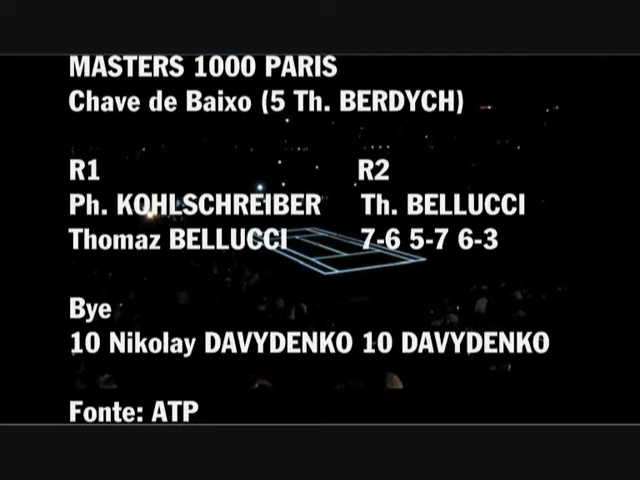 MASTERS 1000 PARIS
Chave de Baixo (5 Th. BERDYCH)
R1 R2
Ph. KOHLSCHREIBER Th. BELLUCCI
Thomaz BELLUCCI 7-6 5-7 6-3
Bye
10 Nikolay DAVYDENKO 10 DAVYDENKO
Fonte: ATP